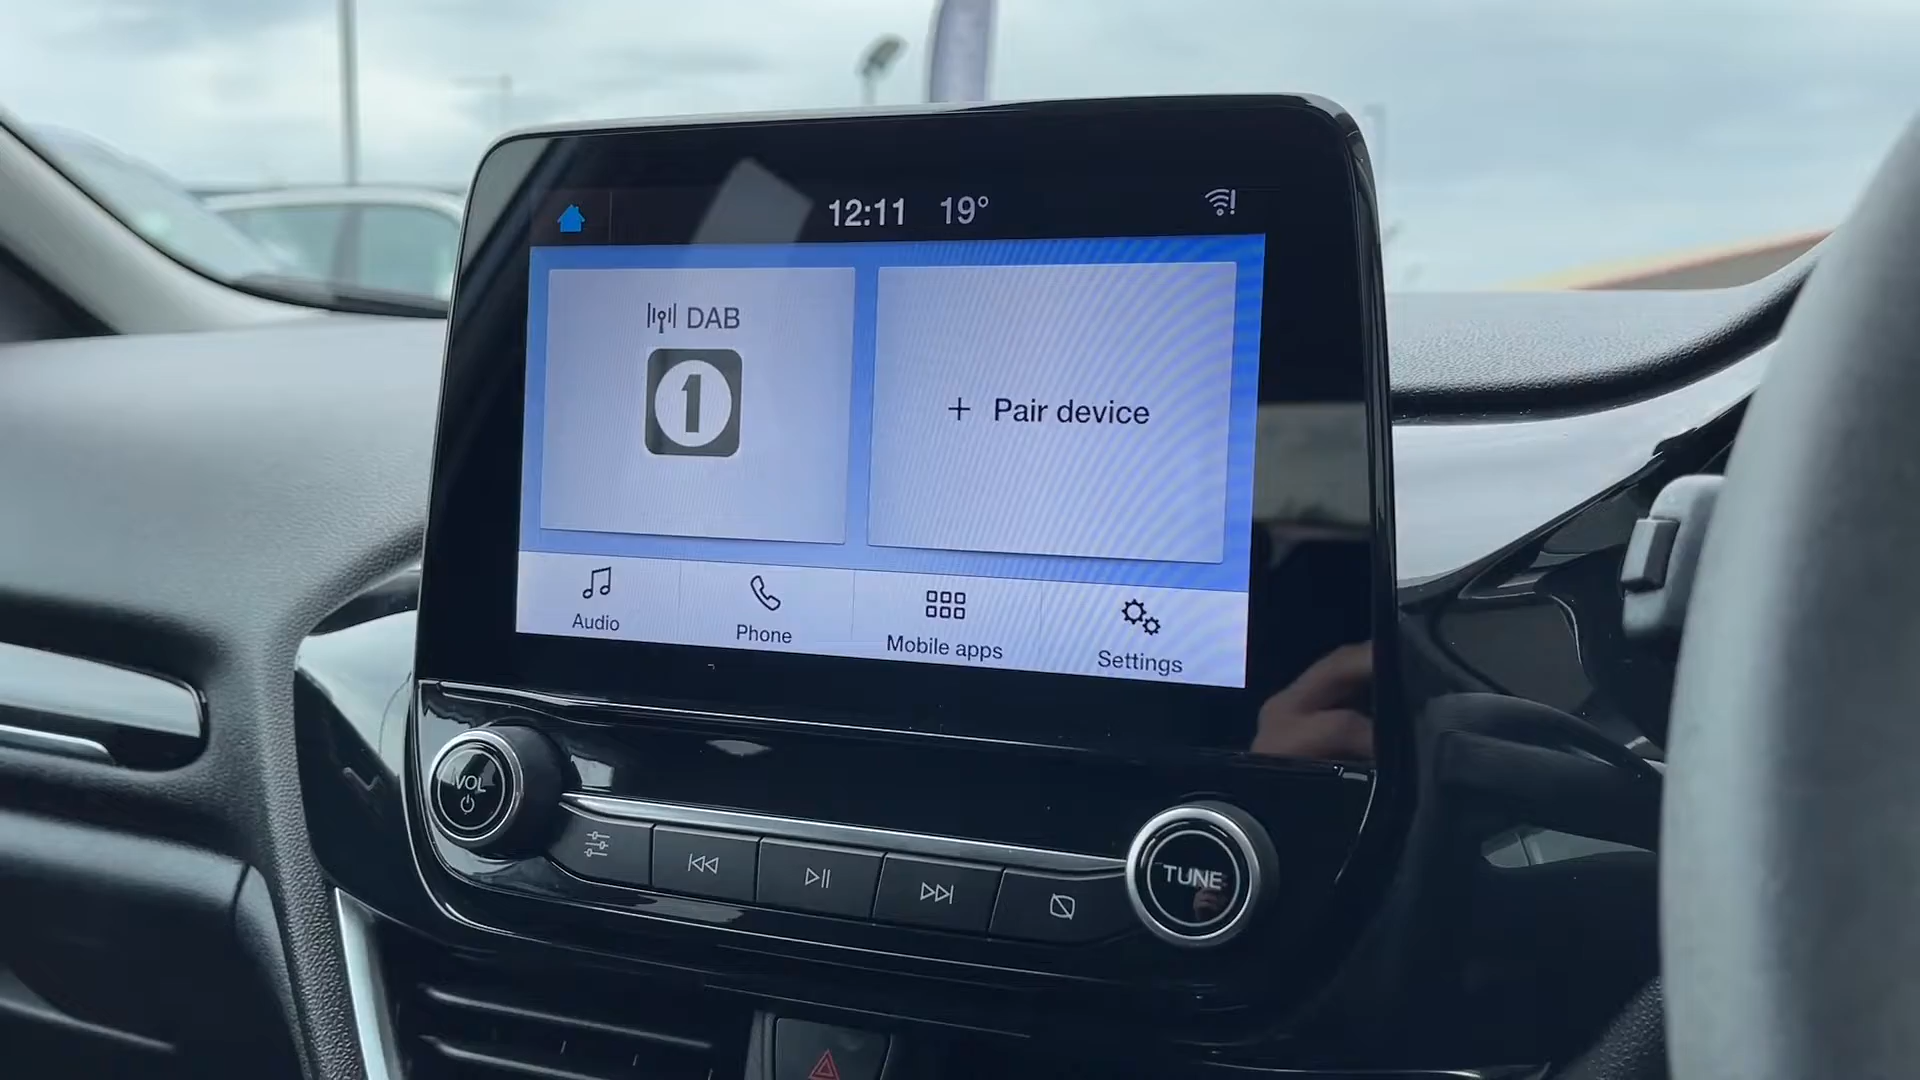 12:11 19°
DAB
1
+ Pair device
Audio
Phone
Mobile apps
Settings
VOL
TUNE